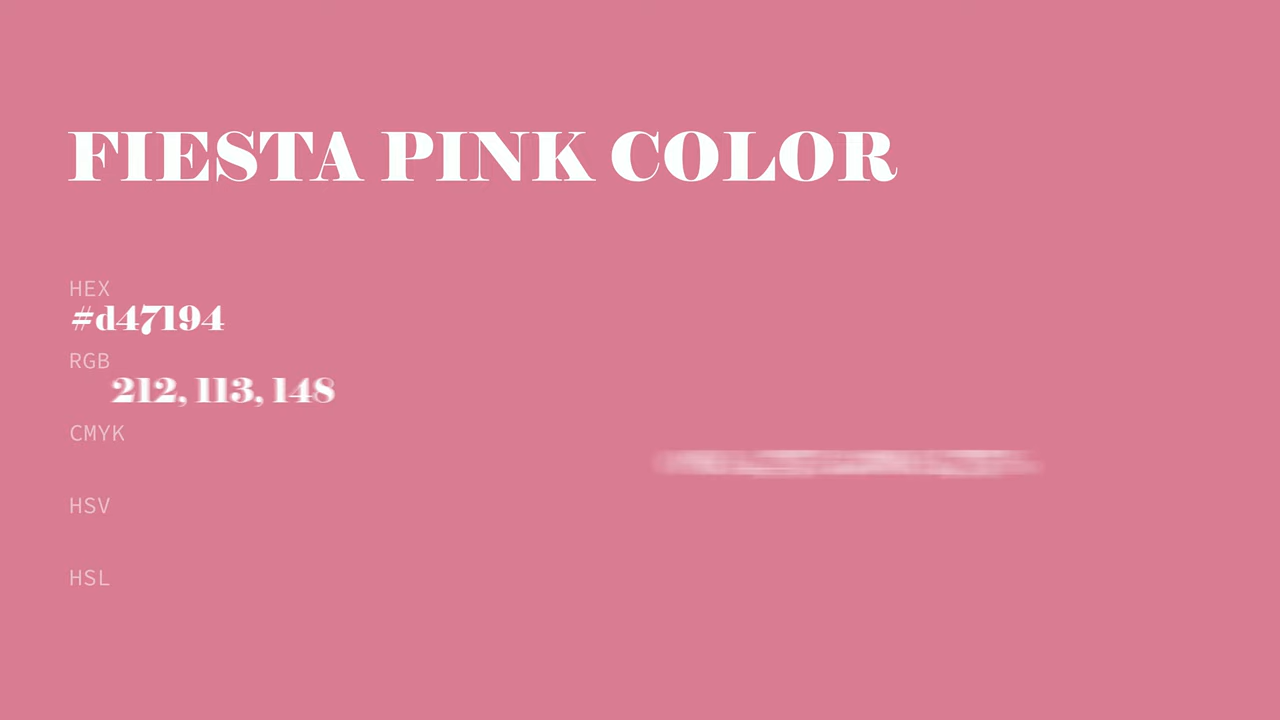 FIESTA PINK COLOR
HEX
#d47194
RGB
212, 113, 148
CMYK
HSV
HSL